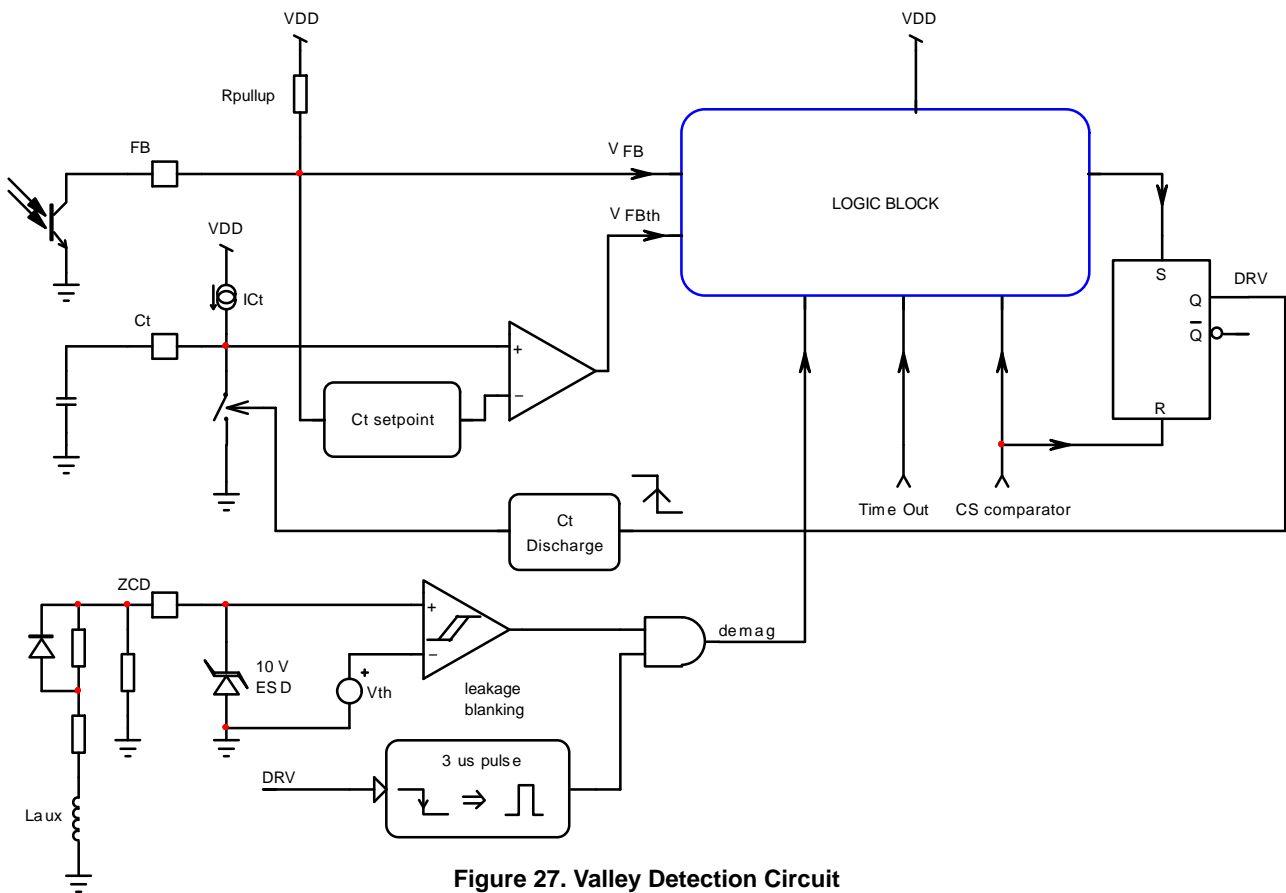 VDD
VDD
Rpullup
FB
V FB
LOGIC BLOCK
V FBth
VDD
S
DRV
ICt
Q
Ct
Q
+
−
Ct setpoint
R
Time Out
CS comparator
Ct
Discharge
ZCD
+
demag
−
10 V
ESD
+
Vth
leakage
blanking
3 us pulse
DRV
⇒
Laux
Figure 27. Valley Detection Circuit